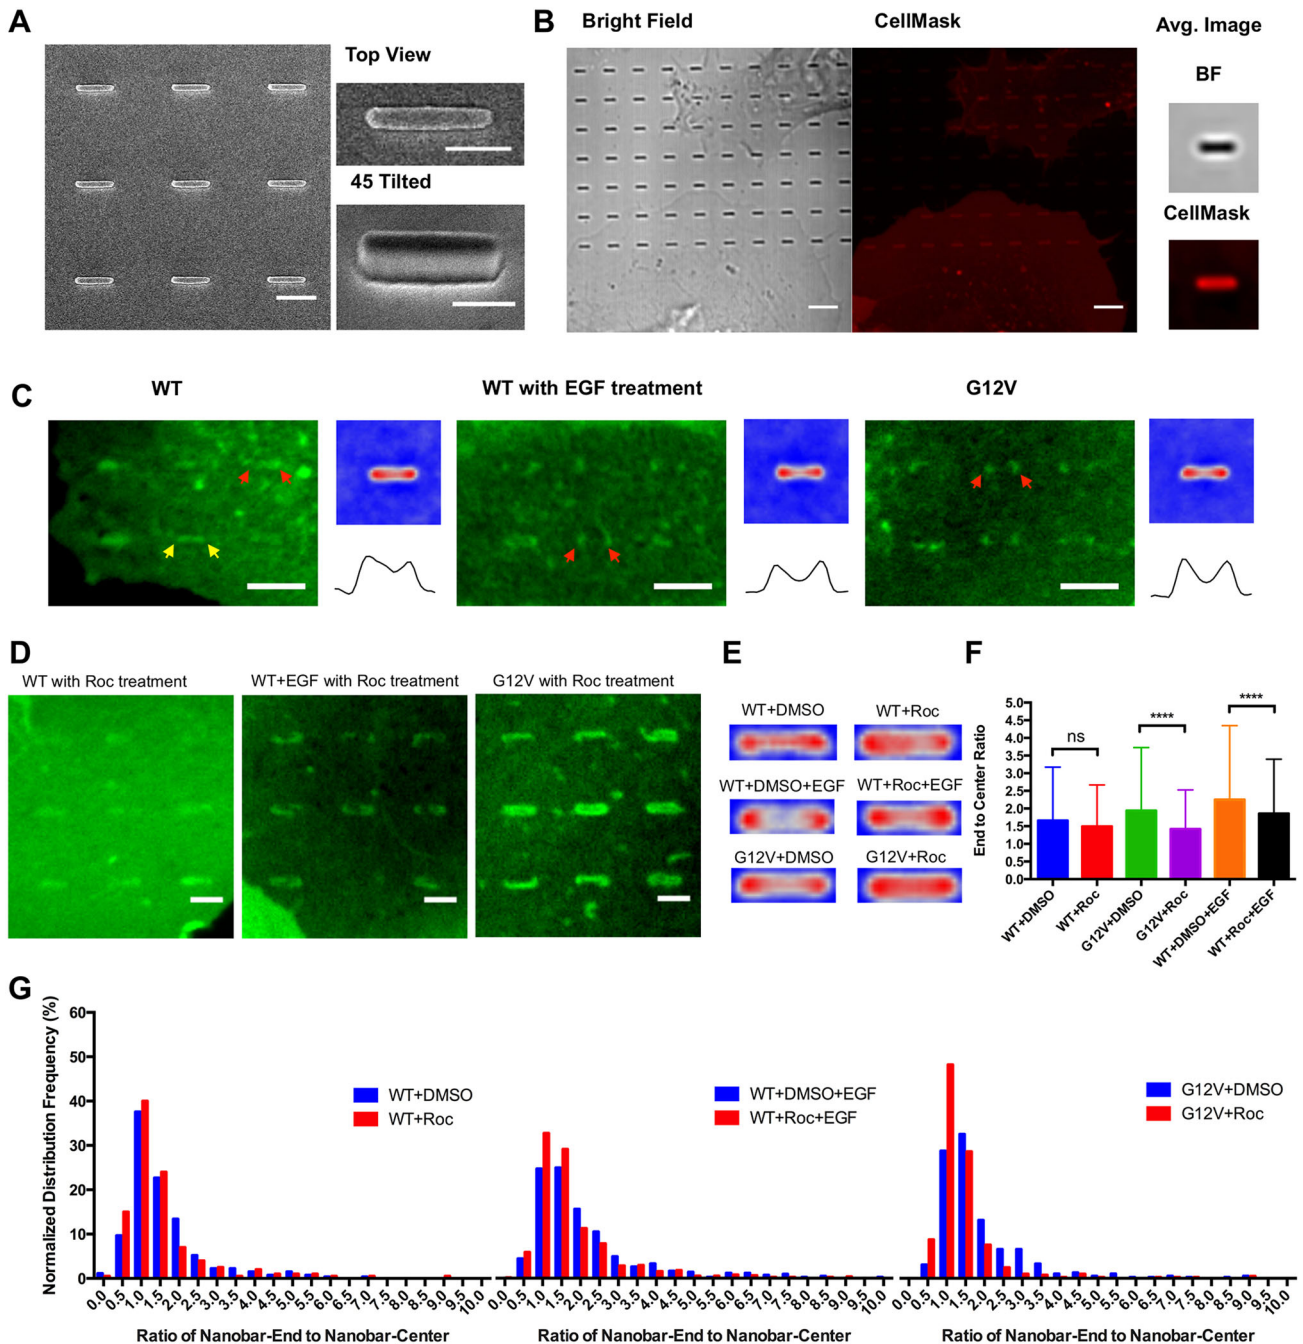 A
Top View
45 Tilted
B
Bright Field
CellMask
Avg. Image
BF
CellMask
C
WT
WT with EGF treatment
G12V
D
WT with Roc treatment
WT+EGF with Roc treatment
G12V with Roc treatment
E
WT+DMSO
WT+Roc
WT+DMSO+EGF
WT+Roc+EGF
G12V+DMSO
G12V+Roc
F
End to Center Ratio
5.0
4.5
4.0
3.5
3.0
2.5
2.0
1.5
1.0
0.5
0.0
ns
****
****
WT+DMSO
WT+Roc
G12V+DMSO
G12V+Roc
WT+DMSO+EGF
WT+Roc+EGF
G
Normalized Distribution Frequency (%)
60
50
40
30
20
10
0
WT+DMSO
WT+Roc
0.0 0.5 1.0 1.5 2.0 2.5 3.0 3.5 4.0 4.5 5.0 5.5 6.0 6.5 7.0 7.5 8.0 8.5 9.0 9.5 10.0
Ratio of Nanobar-End to Nanobar-Center
WT+DMSO+EGF
WT+Roc+EGF
0.0 0.5 1.0 1.5 2.0 2.5 3.0 3.5 4.0 4.5 5.0 5.5 6.0 6.5 7.0 7.5 8.0 8.5 9.0 9.5 10.0
Ratio of Nanobar-End to Nanobar-Center
G12V+DMSO
G12V+Roc
0.0 0.5 1.0 1.5 2.0 2.5 3.0 3.5 4.0 4.5 5.0 5.5 6.0 6.5 7.0 7.5 8.0 8.5 9.0 9.5 10.0
Ratio of Nanobar-End to Nanobar-Center